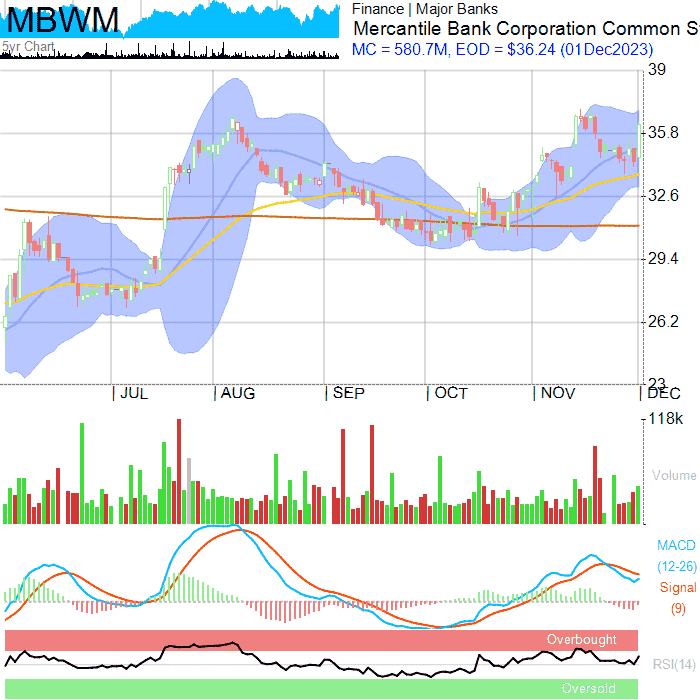 MBWM
5yr Chart
Finance | Major Banks
Mercantile Bank Corporation Common S
MC = 580.7M, EOD = $36.24 (01Dec2023)
39
35.8
32.6
29.4
26.2
23
JUL
AUG
SEP
OCT
NOV
DEC
118k
Volume
MACD
(12-26)
Signal
(9)
Overbought
RSI(14)
Oversold